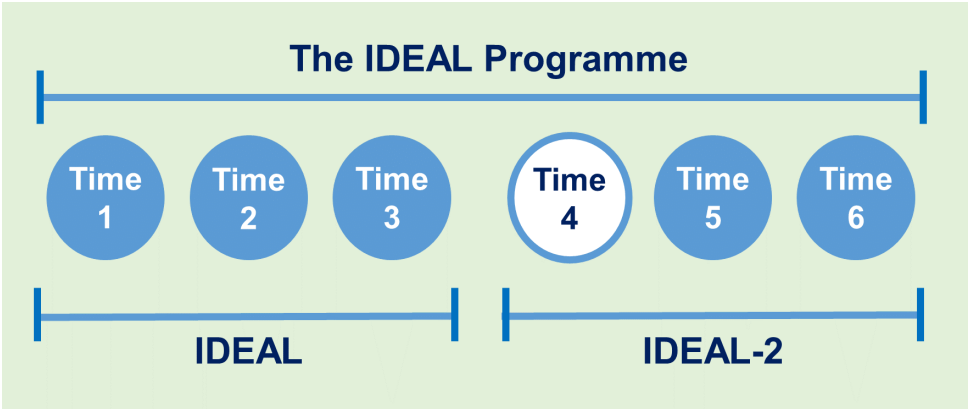 The IDEAL Programme
Time
1
Time
2
Time
3
Time
4
Time
5
Time
6
IDEAL
IDEAL-2